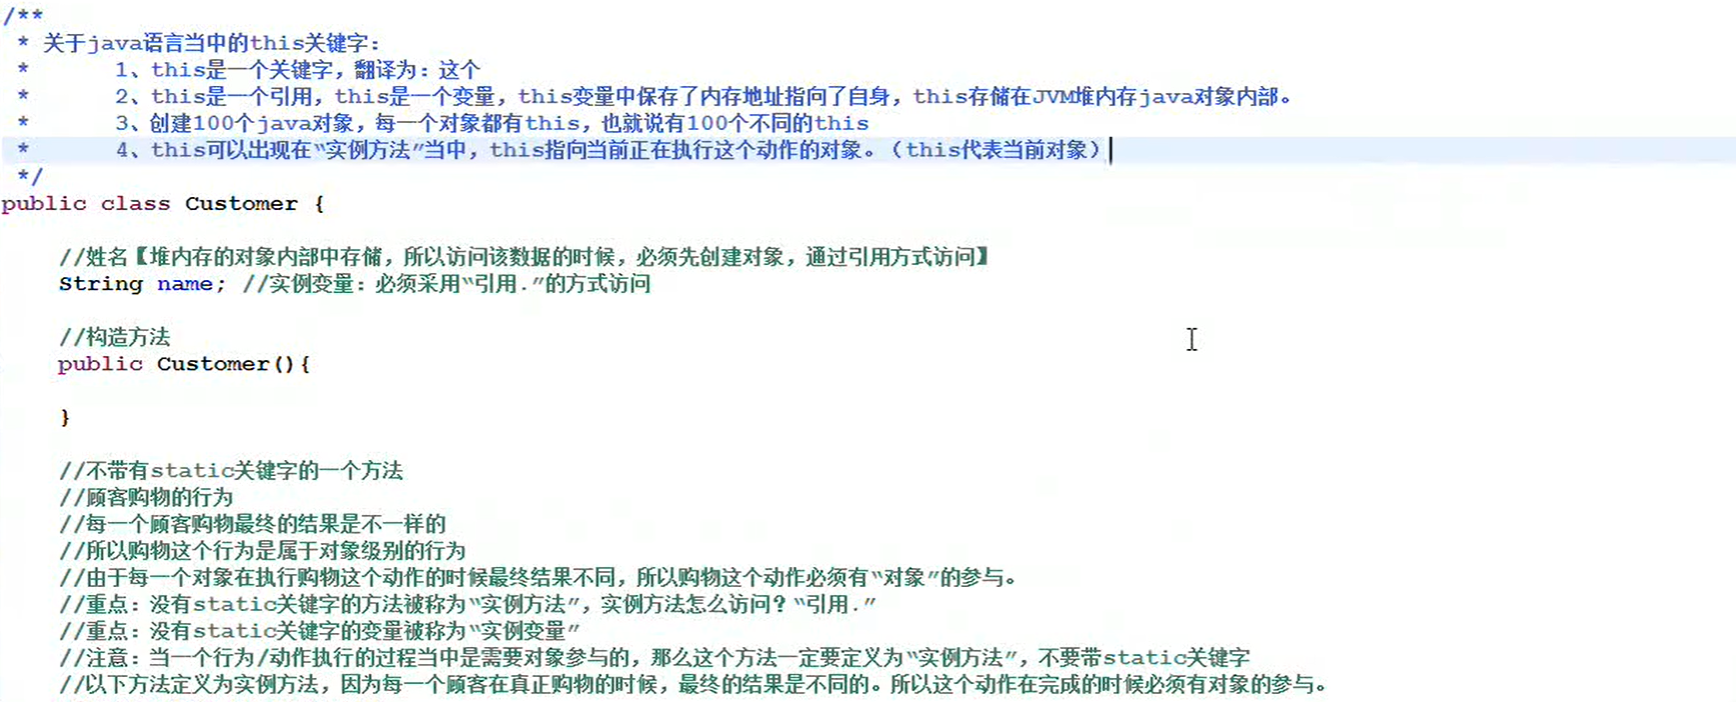 /**
 * 关于java语言当中的this关键字：
 *      1、this是一个关键字，翻译为：这个
 *      2、this是一个引用，this是一个变量，this变量中保存了内存地址指向了自身，this存储在JVM堆内存java对象内部。
 *      3、创建100个java对象，每一个对象都有this，也就说有100个不同的this
 *      4、this可以出现在“实例方法”当中，this指向当前正在执行这个动作的对象。（this代表当前对象）
 */
public class Customer {
    //姓名【堆内存的对象内部中存储，所以访问该数据的时候，必须先创建对象，通过引用方式访问】
    String name; //实例变量：必须采用“引用.”的方式访问
    //构造方法
    public Customer(){
    }
    //不带有static关键字的一个方法
    //顾客购物的行为
    //每一个顾客购物最终的结果是不一样的
    //所以购物这个行为是属于对象级别的行为
    //由于每一个对象在执行购物这个动作的时候最终结果不同，所以购物这个动作必须有“对象”的参与。
    //重点：没有static关键字的方法被称为“实例方法”，实例方法怎么访问？“引用.”
    //重点：没有static关键字的变量被称为“实例变量”
    //注意：当一个行为/动作执行的过程当中是需要对象参与的，那么这个方法一定要定义为“实例方法”，不要带static关键字
    //以下方法定义为实例方法，因为每一个顾客在真正购物的时候，最终的结果是不同的。所以这个动作在完成的时候必须有对象的参与。